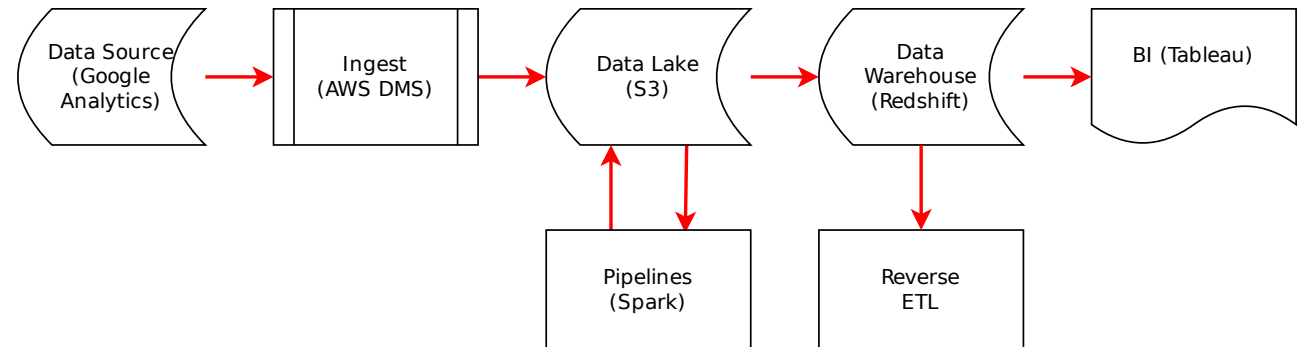 Data Source
(Google
Analytics)
Ingest
(AWS DMS)
Data Lake
(S3)
Data
Warehouse
(Redshift)
BI (Tableau)
Pipelines
(Spark)
Reverse
ETL